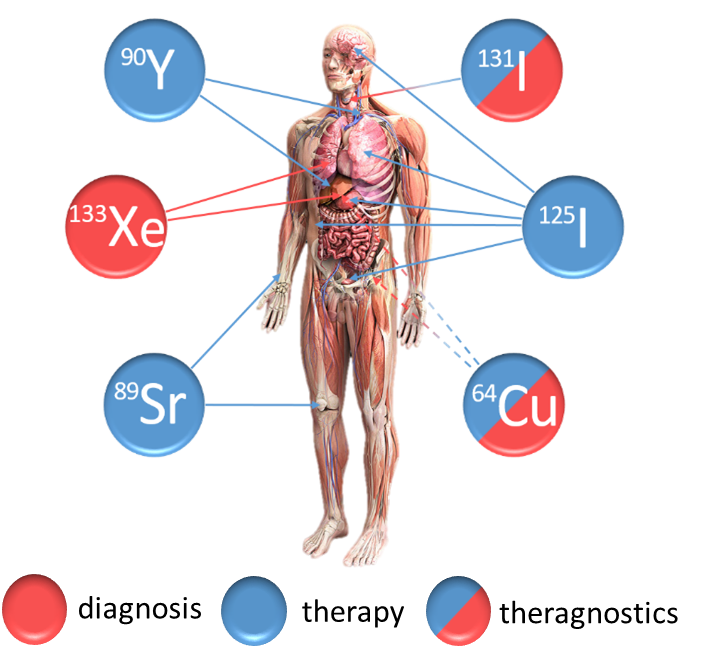 ⁹⁰Y
¹³¹I
¹³³Xe
¹²⁵I
⁸⁹Sr
⁶⁴Cu
diagnosis
therapy
theragnostics